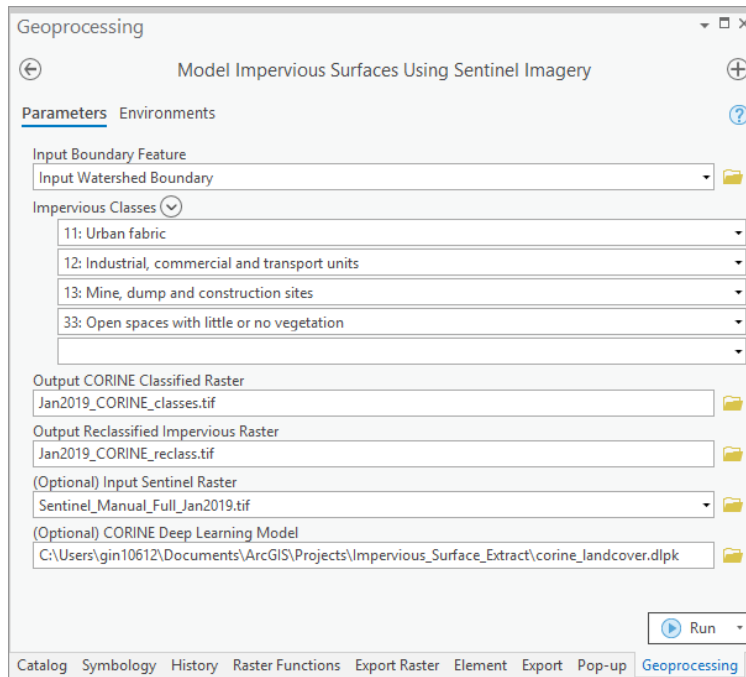 Geoprocessing
Model Impervious Surfaces Using Sentinel Imagery
Parameters Environments
Input Boundary Feature
Input Watershed Boundary
Impervious Classes
11: Urban fabric
12: Industrial, commercial and transport units
13: Mine, dump and construction sites
33: Open spaces with little or no vegetation
Output CORINE Classified Raster
Jan2019_CORINE_classes.tif
Output Reclassified Impervious Raster
Jan2019_CORINE_reclass.tif
(Optional) Input Sentinel Raster
Sentinel_Manual_Full_Jan2019.tif
(Optional) CORINE Deep Learning Model
C:\Users\gin10612\Documents\ArcGIS\Projects\Impervious_Surface_Extract\corine_landcover.dlpk
Run
Catalog Symbology History Raster Functions Export Raster Element Export Pop-up Geoprocessing